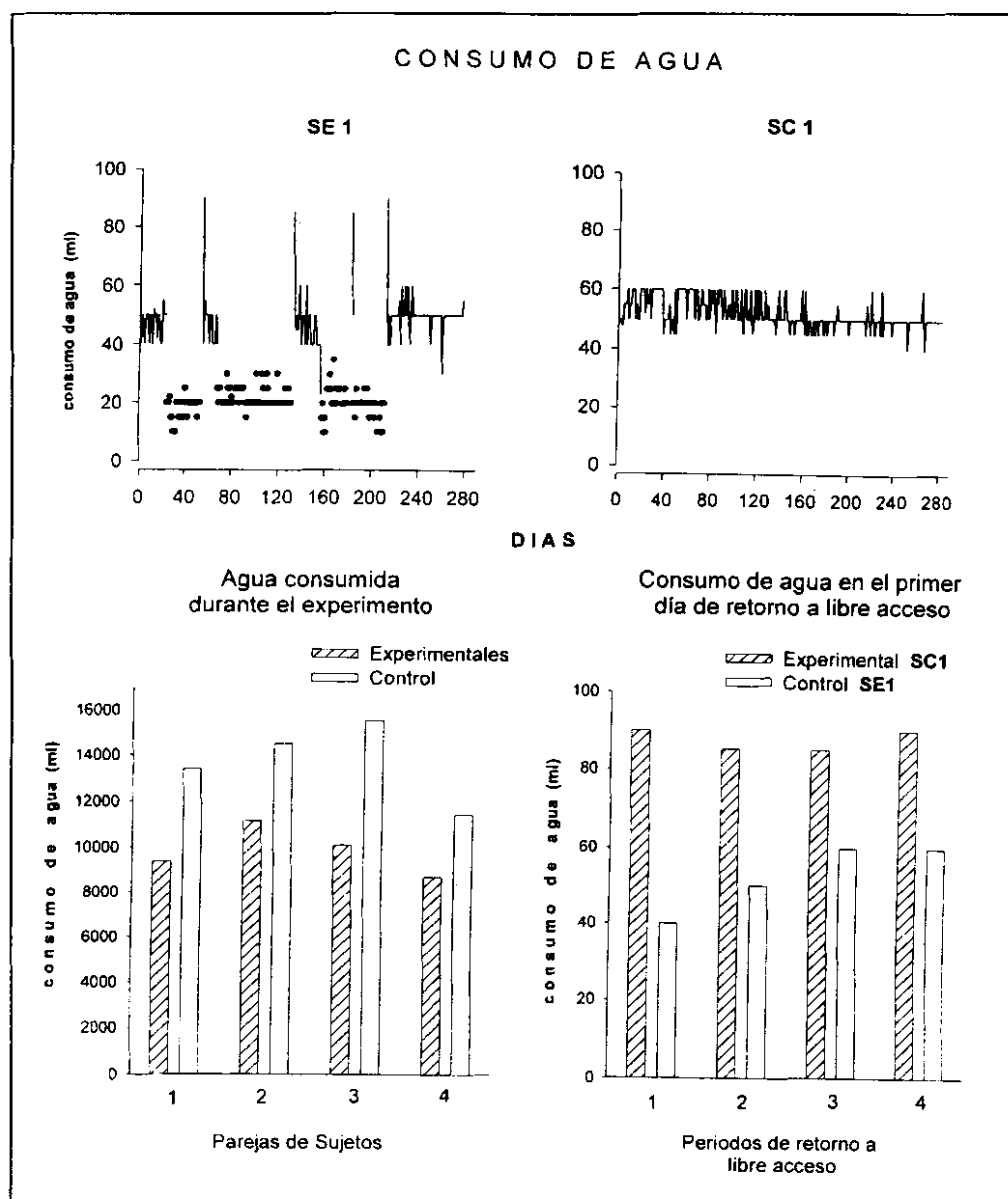 CONSUMO DE AGUA
SE 1
SC 1
consumo de agua (ml)
100
80
60
40
20
0
0 40 80 120 160 200 240 280
100
80
60
40
20
0
0 40 80 120 160 200 240 280
DIAS
Agua consumida
durante el experimento
Experimentales
Control
consumo de agua (ml)
16000
14000
12000
10000
8000
6000
4000
2000
0
1 2 3 4
Parejas de Sujetos
Consumo de agua en el primer
día de retorno a libre acceso
Experimental SC1
Control SE1
consumo de agua (ml)
100
80
60
40
20
0
1 2 3 4
Periodos de retorno a
libre acceso